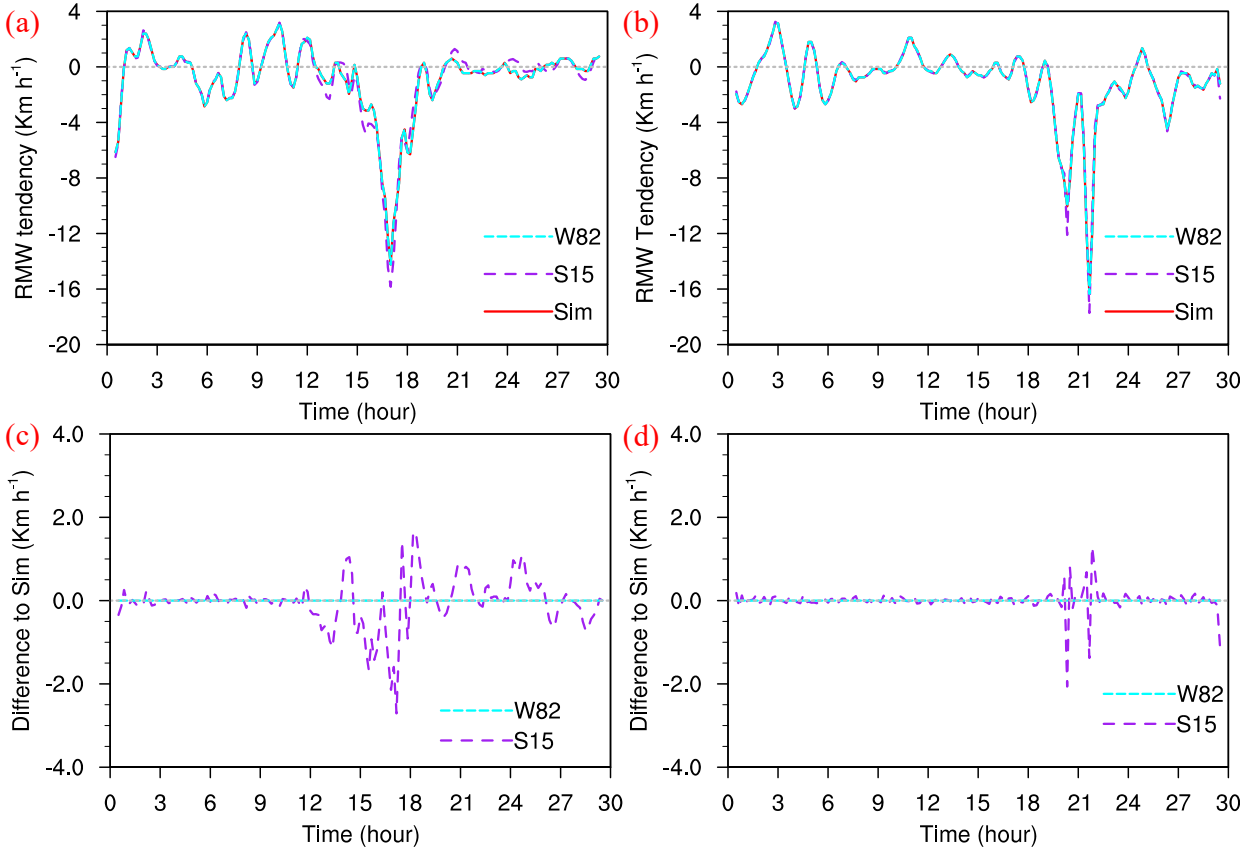 (a)
RMW tendency (Km h⁻¹)
4
0
-4
-8
-12
-16
-20
W82
S15
Sim
0 3 6 9 12 15 18 21 24 27 30
Time (hour)
(b)
RMW Tendency (Km h⁻¹)
4
0
-4
-8
-12
-16
-20
W82
S15
Sim
0 3 6 9 12 15 18 21 24 27 30
Time (hour)
(c)
Difference to Sim (Km h⁻¹)
4.0
2.0
0.0
-2.0
-4.0
W82
S15
0 3 6 9 12 15 18 21 24 27 30
Time (hour)
(d)
Difference to Sim (Km h⁻¹)
4.0
2.0
0.0
-2.0
-4.0
W82
S15
0 3 6 9 12 15 18 21 24 27 30
Time (hour)